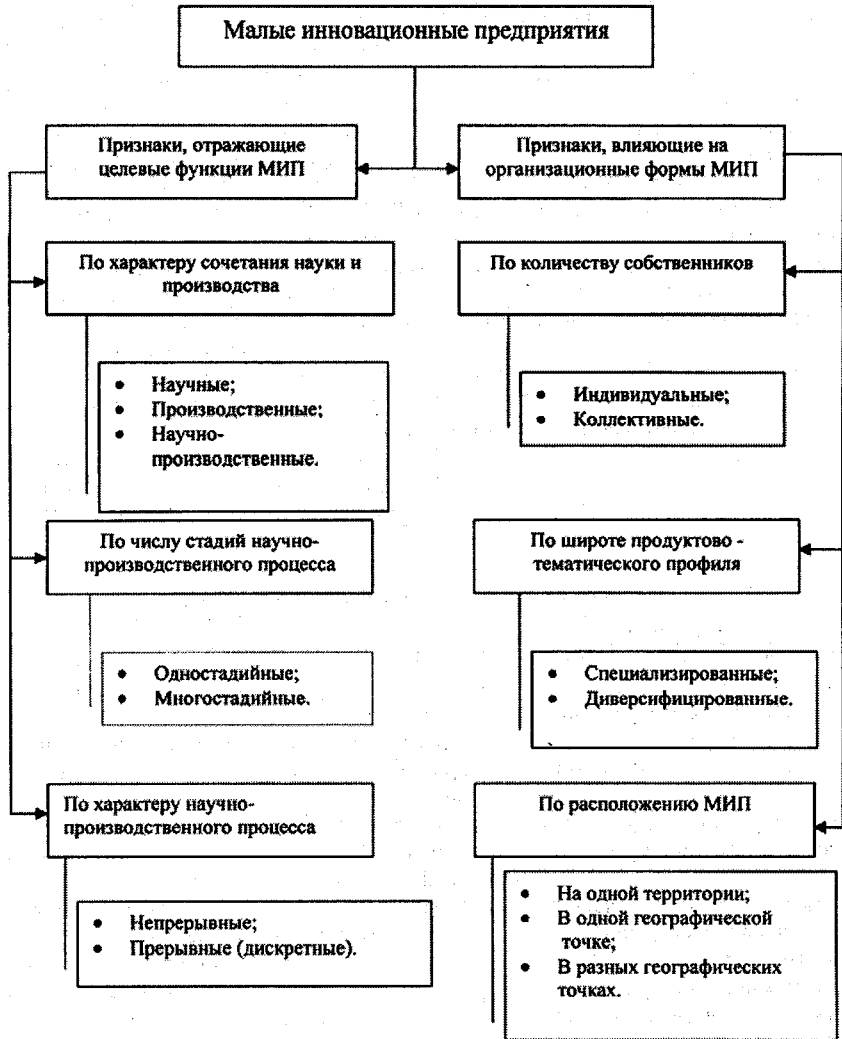 Малые инновационные предприятия
Признаки, отражающие
целевые функции МИП
Признаки, влияющие на
организационные формы МИП
По характеру сочетания науки и
производства
• Научные;
• Производственные;
• Научно-
производственные.
По числу стадий научно-
производственного процесса
• Одностадийные;
• Многостадийные.
По характеру научно-
производственного процесса
• Непрерывные;
• Прерывные (дискретные).
По количеству собственников
• Индивидуальные;
• Коллективные.
По широте продуктово -
тематического профиля
• Специализированные;
• Диверсифицированные.
По расположению МИП
• На одной территории;
• В одной географической
точке;
• В разных географических
точках.